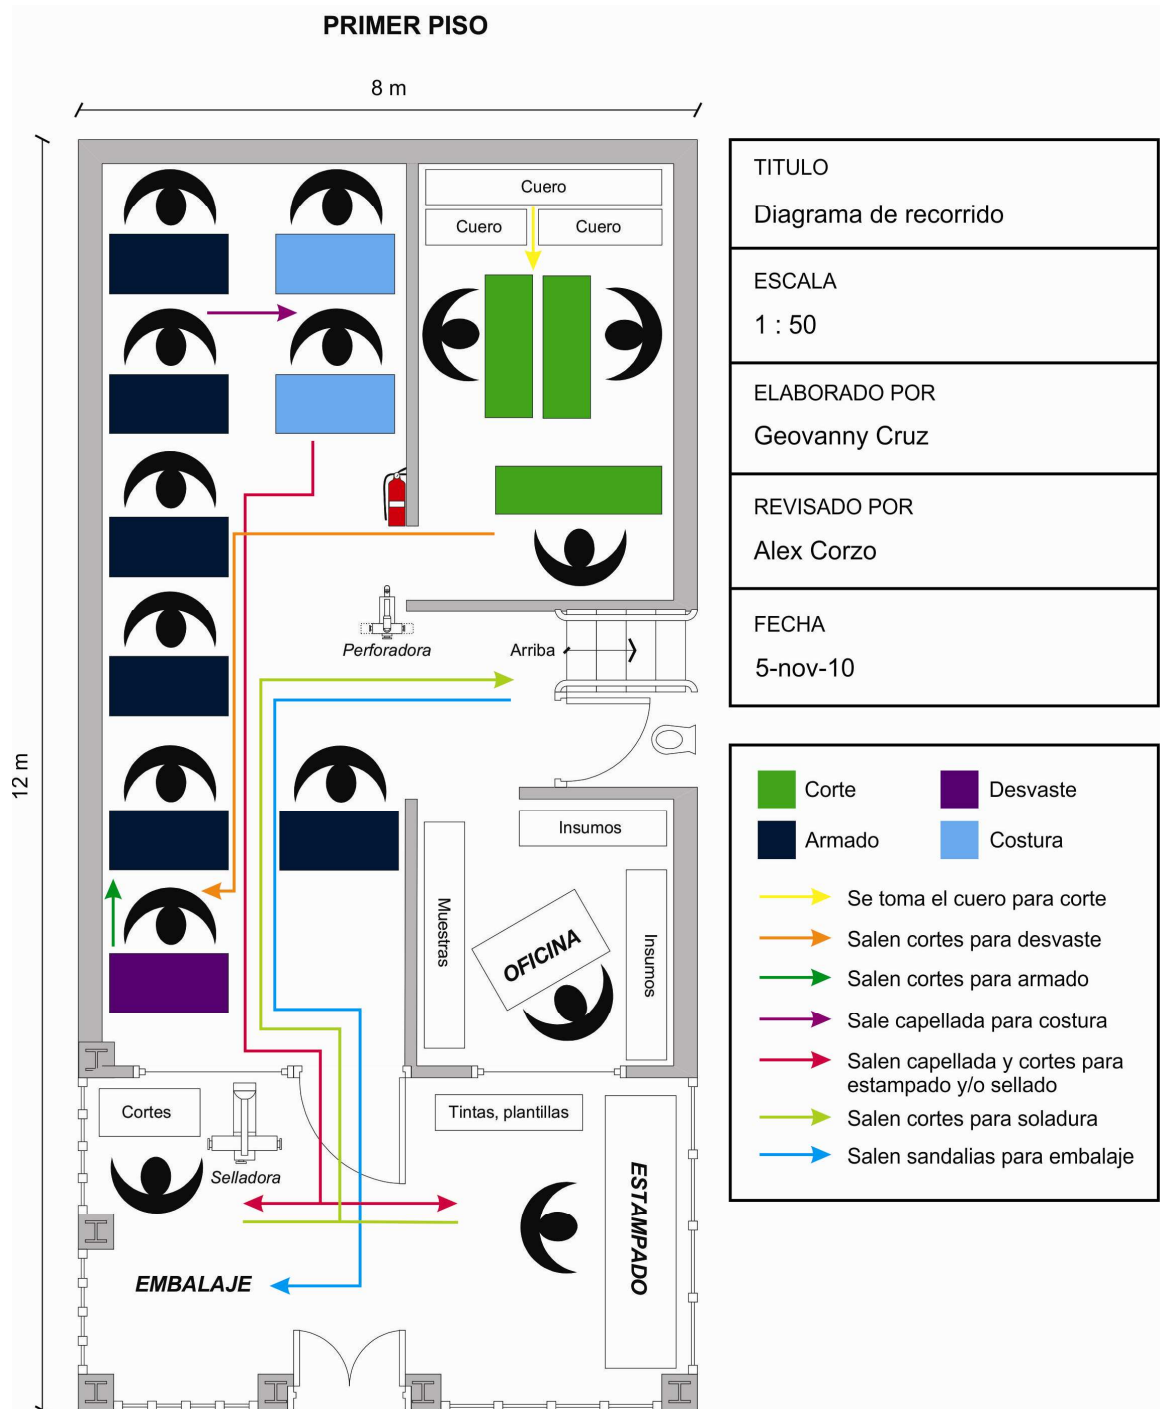 PRIMER PISO
8 m
12 m
Cuero
Cuero
Cuero
Perforadora
Arriba
Insumos
Muestras
OFICINA
Insumos
Cortes
Selladora
Tintas, plantillas
ESTAMPADO
EMBALAJE
TITULO
Diagrama de recorrido
ESCALA
1 : 50
ELABORADO POR
Geovanny Cruz
REVISADO POR
Alex Corzo
FECHA
5-nov-10
Corte
Desvaste
Armado
Costura
Se toma el cuero para corte
Salen cortes para desvaste
Salen cortes para armado
Sale capellada para costura
Salen capellada y cortes para
estampado y/o sellado
Salen cortes para soladura
Salen sandalias para embalaje